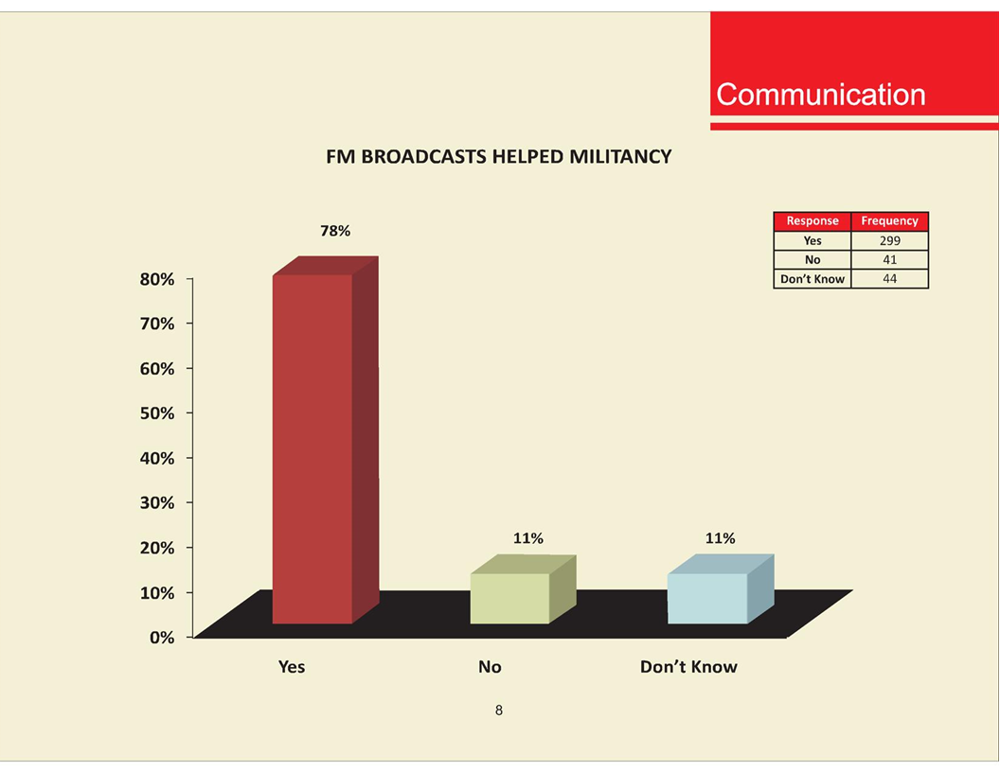 Communication
FM BROADCASTS HELPED MILITANCY
Response Frequency
Yes 299
No 41
Don’t Know 44
78%
80%
70%
60%
50%
40%
30%
20%
10%
0%
11%
11%
Yes No Don’t Know
8